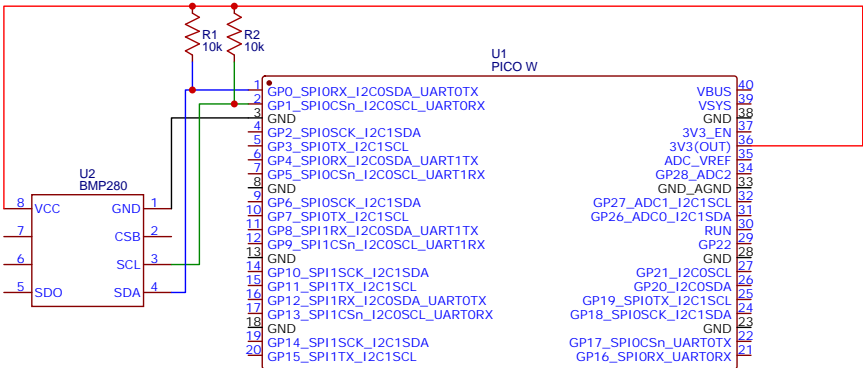 R1
10k
R2
10k
U1
PICO W
1 GP0_SPI0RX_I2C0SDA_UART0TX
2 GP1_SPI0CSn_I2C0SCL_UART0RX
3 GND
4 GP2_SPI0SCK_I2C1SDA
5 GP3_SPI0TX_I2C1SCL
6 GP4_SPI0RX_I2C0SDA_UART1TX
7 GP5_SPI0CSn_I2C0SCL_UART1RX
8 GND
9 GP6_SPI0SCK_I2C1SDA
10 GP7_SPI0TX_I2C1SCL
11 GP8_SPI1RX_I2C0SDA_UART1TX
12 GP9_SPI1CSn_I2C0SCL_UART1RX
13 GND
14 GP10_SPI1SCK_I2C1SDA
15 GP11_SPI1TX_I2C1SCL
16 GP12_SPI1RX_I2C0SDA_UART0TX
17 GP13_SPI1CSn_I2C0SCL_UART0RX
18 GND
19 GP14_SPI1SCK_I2C1SDA
20 GP15_SPI1TX_I2C1SCL
VBUS 40
VSYS 39
GND 38
3V3_EN 37
3V3(OUT) 36
ADC_VREF 35
GP28_ADC2 34
GND_AGND 33
GP27_ADC1_I2C1SCL 32
GP26_ADC0_I2C1SDA 31
RUN 30
GP22 29
GND 28
GP21_I2C0SCL 27
GP20_I2C0SDA 26
GP19_SPI0TX_I2C1SCL 25
GP18_SPI0SCK_I2C1SDA 24
GND 23
GP17_SPI0CSn_UART0TX 22
GP16_SPI0RX_UART0RX 21
U2
BMP280
8 VCC GND 1
7 CSB 2
6 SCL 3
5 SDO SDA 4